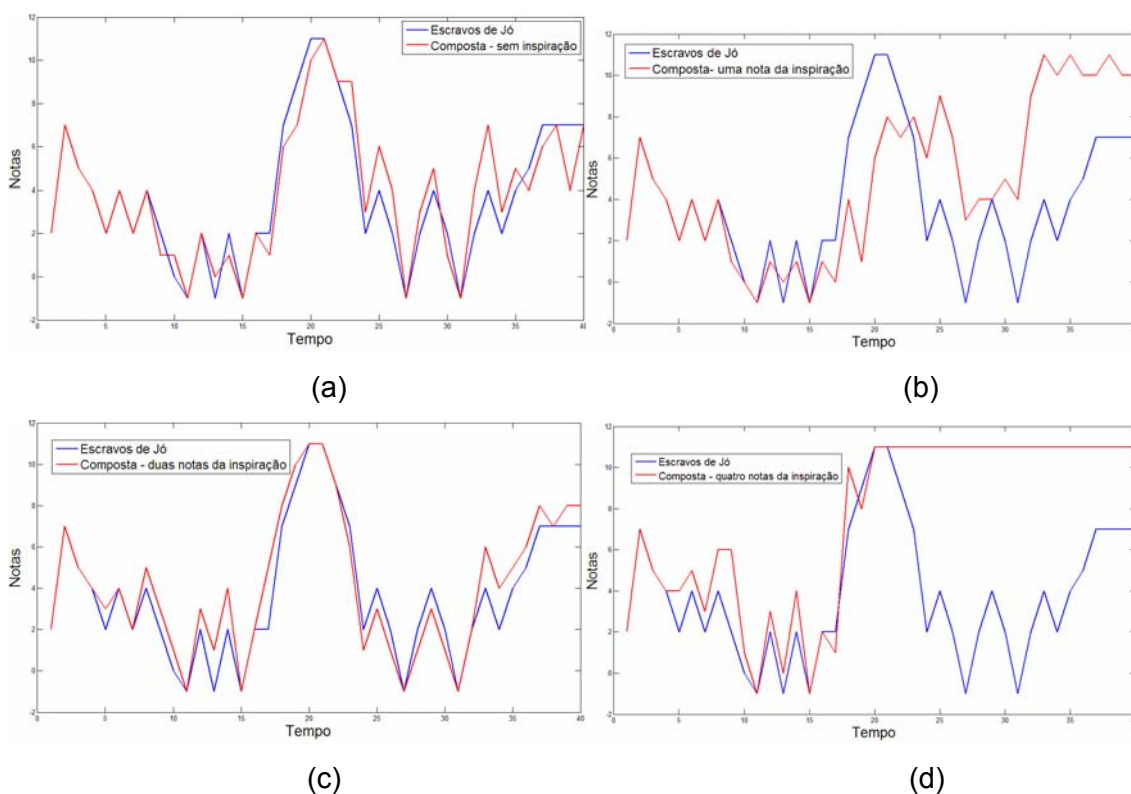 12
10
8
6
4
2
0
-2
Notas
Escravos de Jó
Composta - sem inspiração
0 5 10 15 20 25 30 35 40
Tempo
(a)
12
10
8
6
4
2
0
-2
Notas
Escravos de Jó
Composta- uma nota da inspiração
0 5 10 15 20 25 30 35
Tempo
(b)
12
10
8
6
4
2
0
-2
Notas
Escravos de Jó
Composta - duas notas da inspiração
0 5 10 15 20 25 30 35 40
Tempo
(c)
12
10
8
6
4
2
0
-2
Notas
Escravos de Jó
Composta - quatro notas da inspiração
0 5 10 15 20 25 30 35
Tempo
(d)